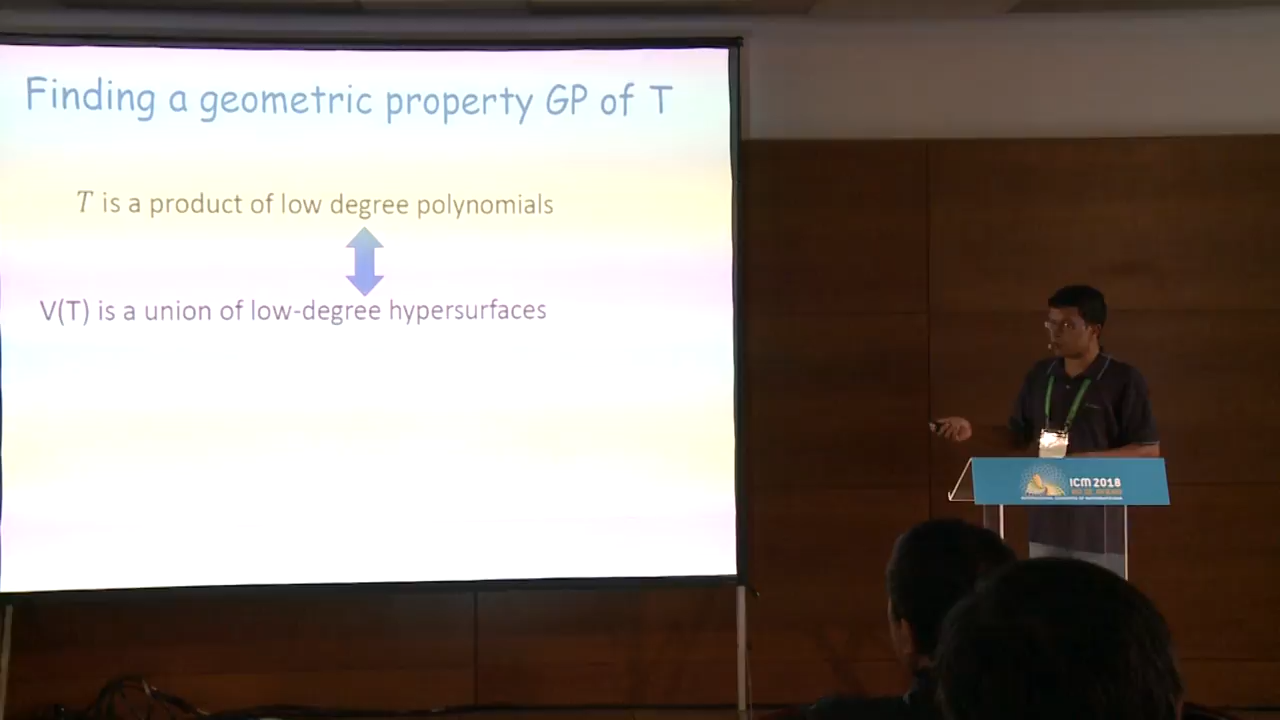 Finding a geometric property GP of T
T is a product of low degree polynomials
V(T) is a union of low-degree hypersurfaces
ICM 2018